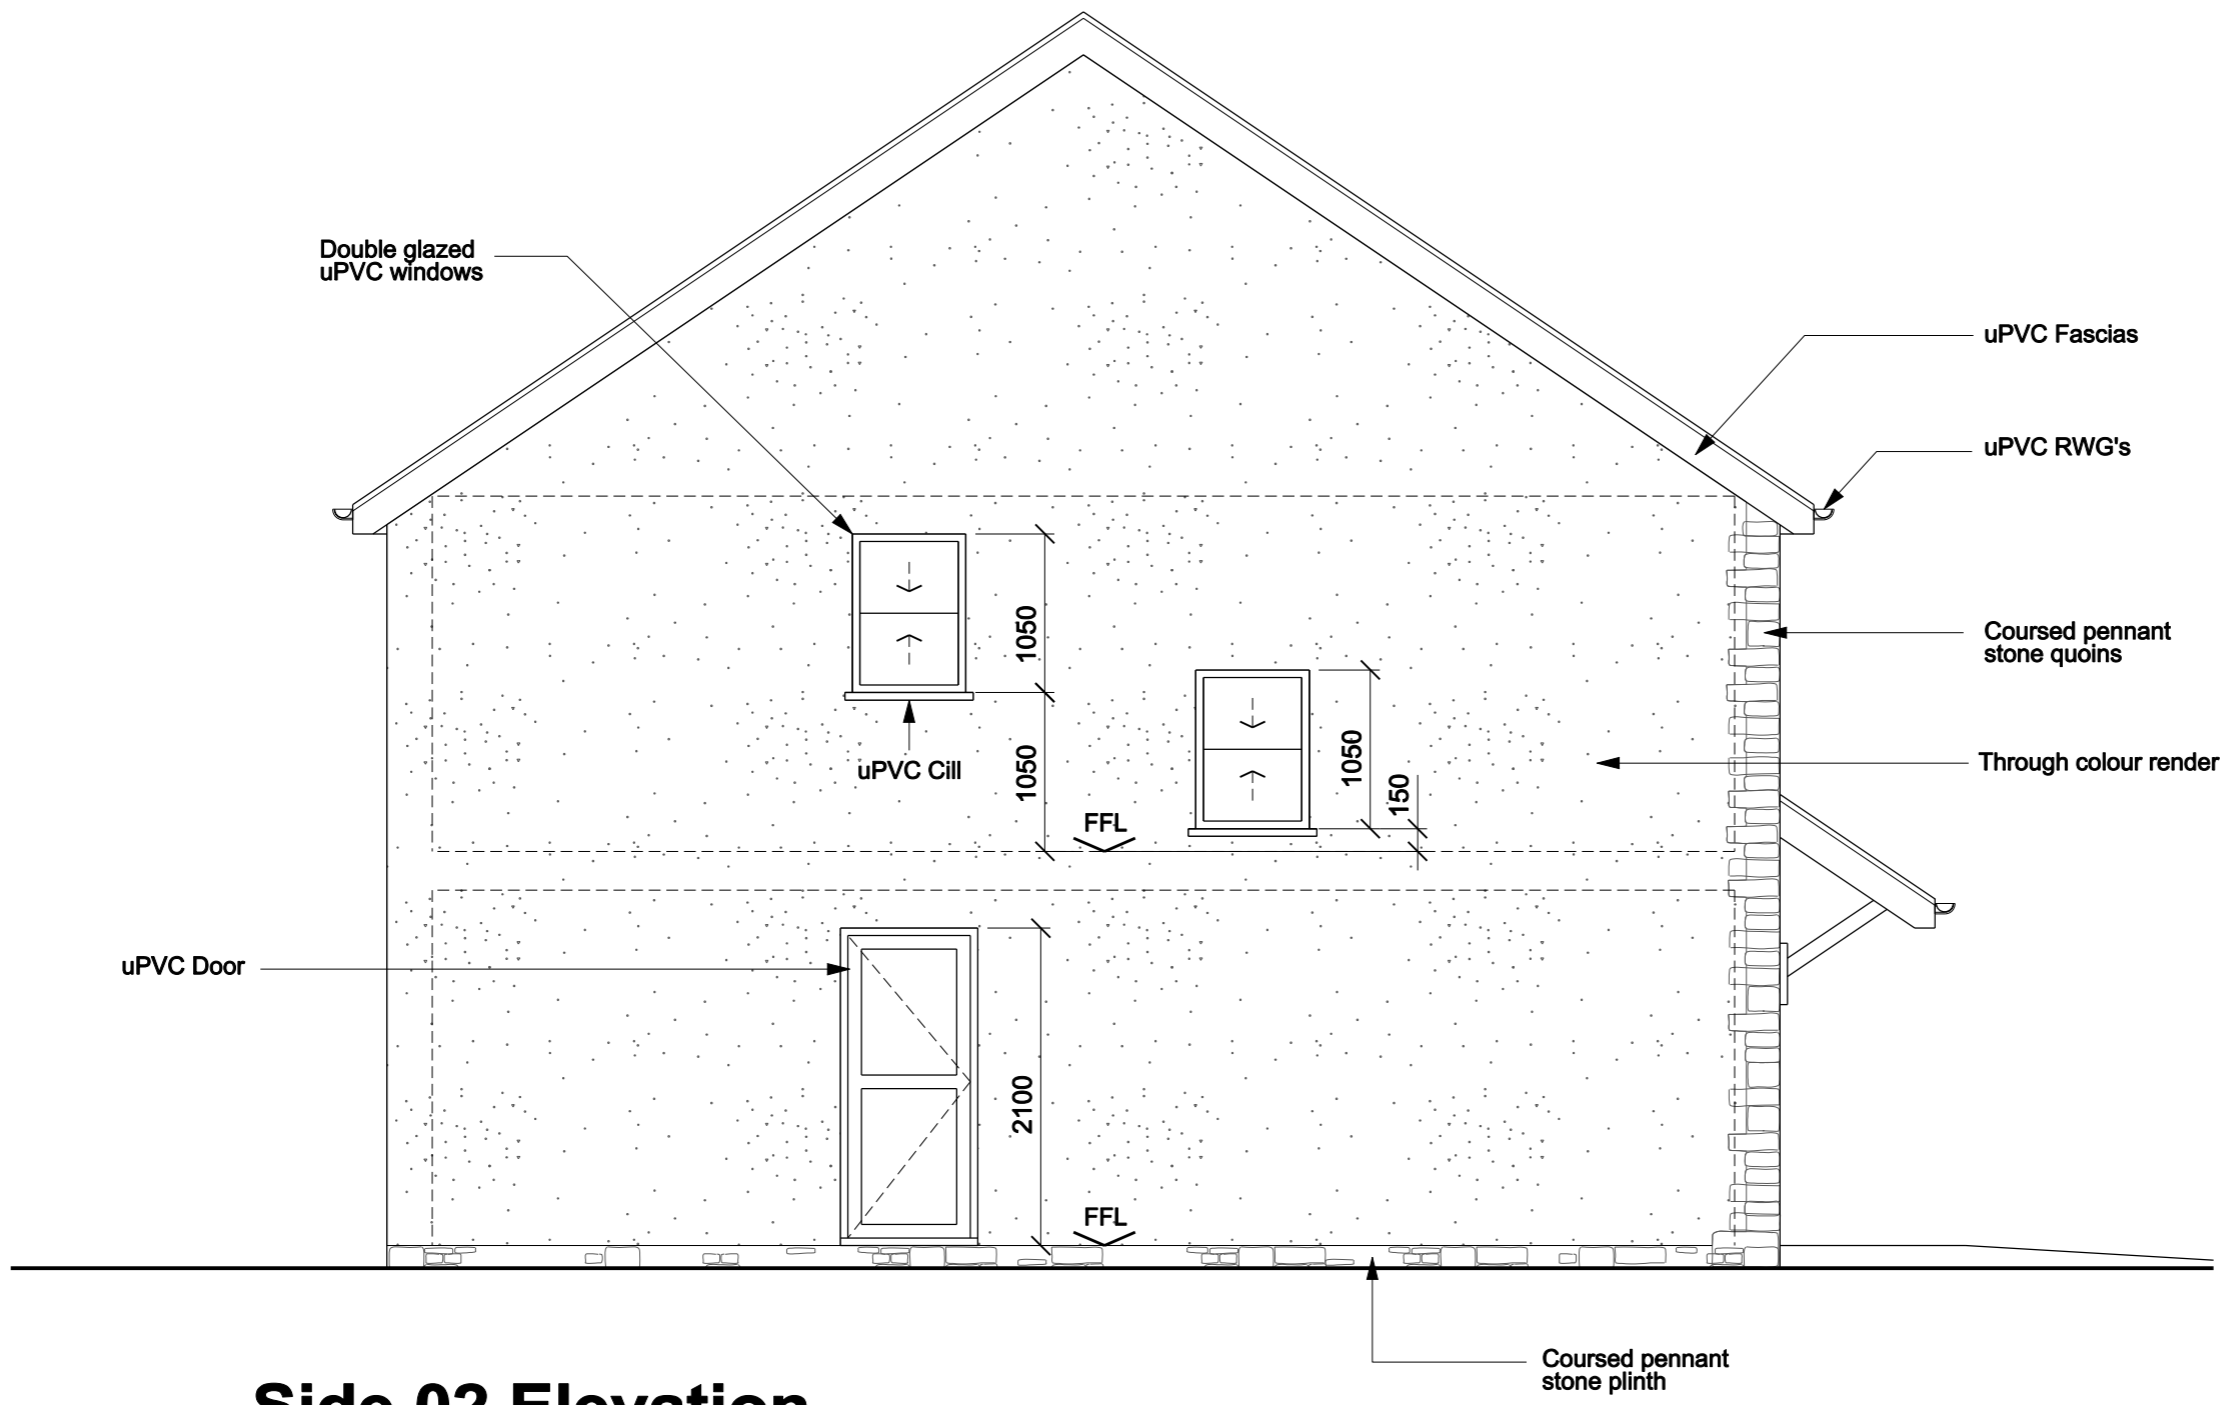 Double glazed
uPVC windows
uPVC Fascias
uPVC RWG's
1050
Coursed pennant
stone quoins
uPVC Cill
1050
1050
150
Through colour render
FFL
uPVC Door
2100
FFL
Coursed pennant
stone plinth
Side 02 Elevation